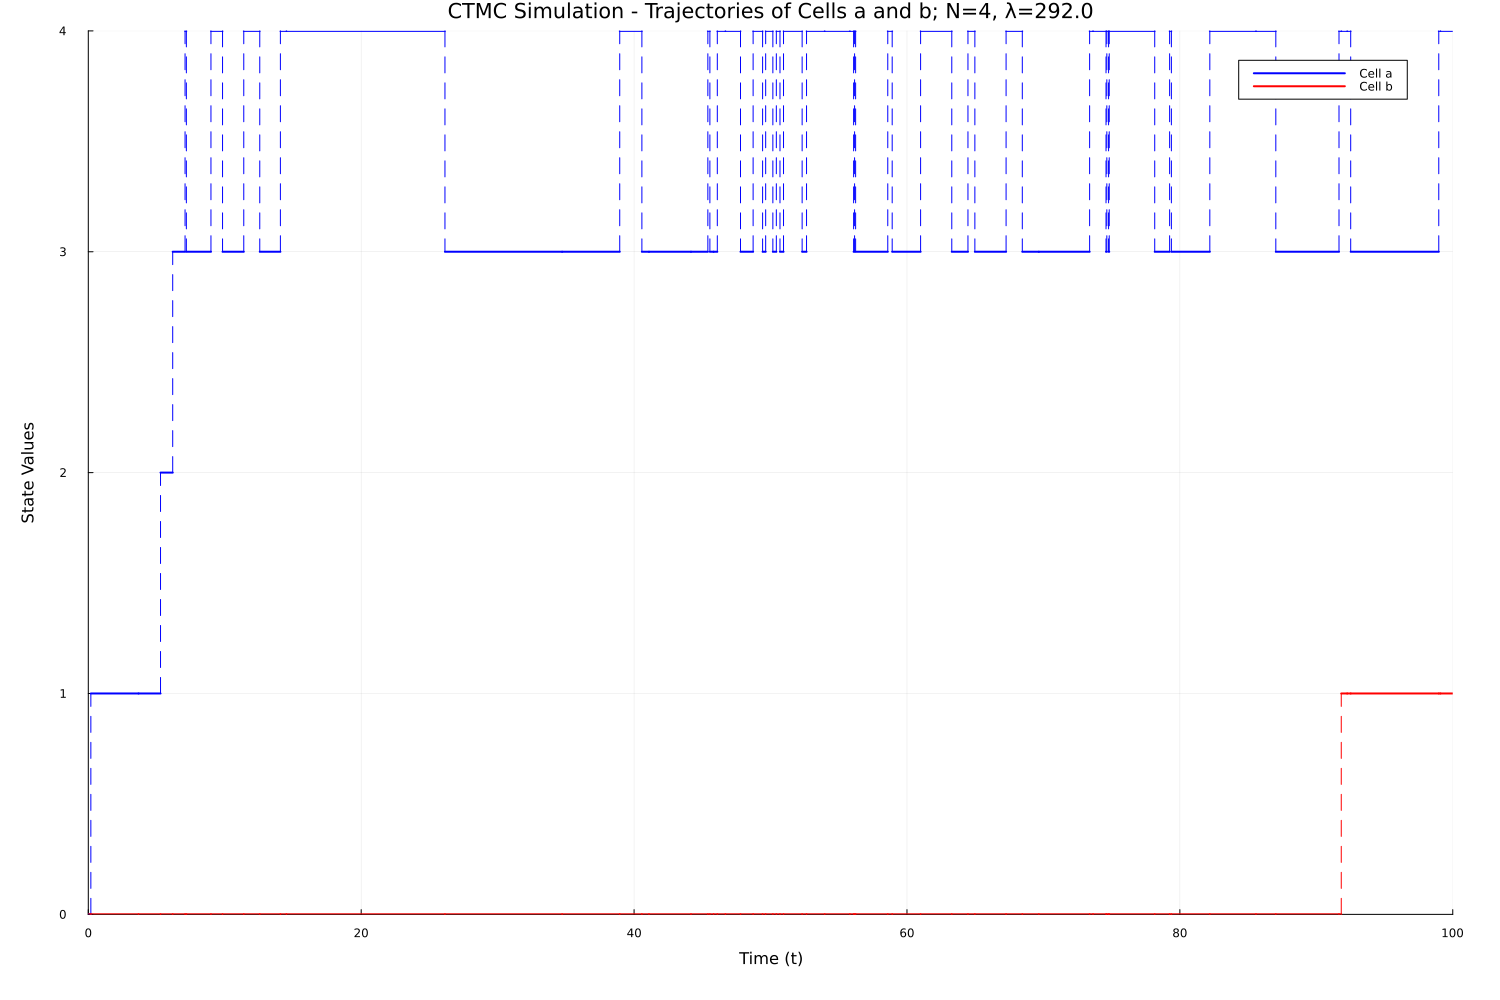 CTMC Simulation - Trajectories of Cells a and b; N=4, λ=292.0
4
Cell a
Cell b
3
State Values
2
1
0
0 20 40 60 80 100
Time (t)